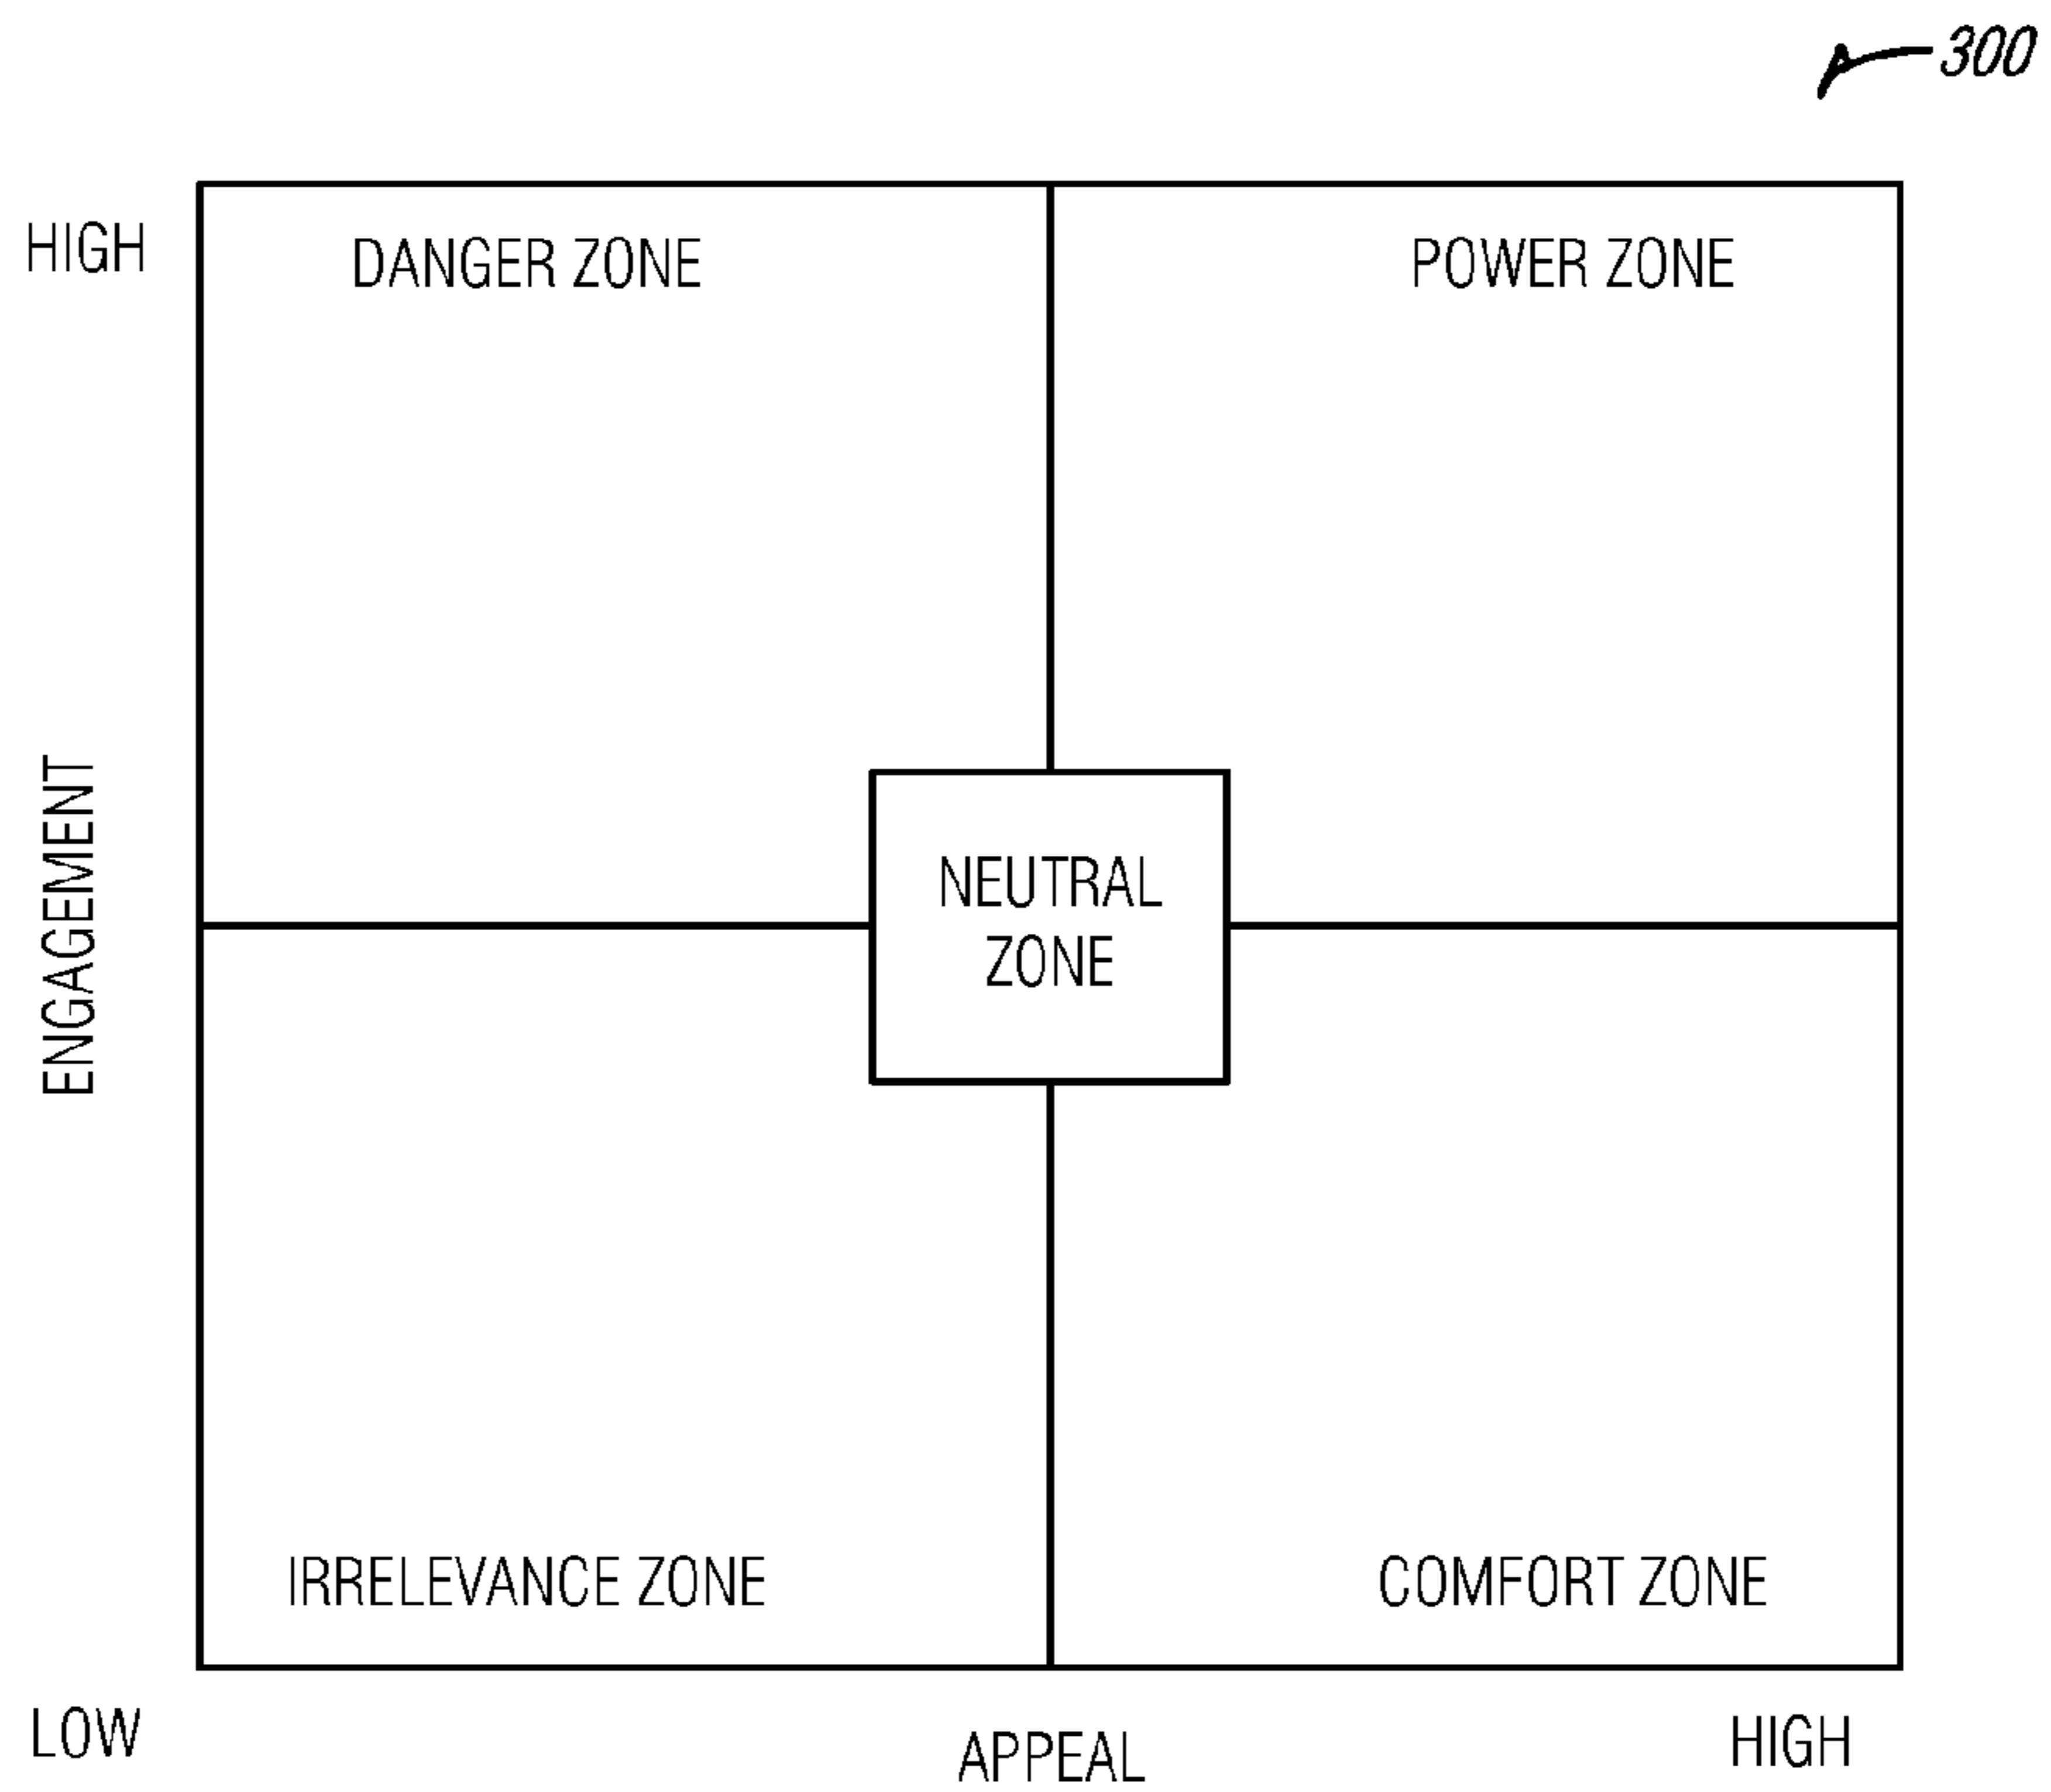 300
HIGH
DANGER ZONE
POWER ZONE
ENGAGEMENT
NEUTRAL
ZONE
IRRELEVANCE ZONE
COMFORT ZONE
LOW
APPEAL
HIGH